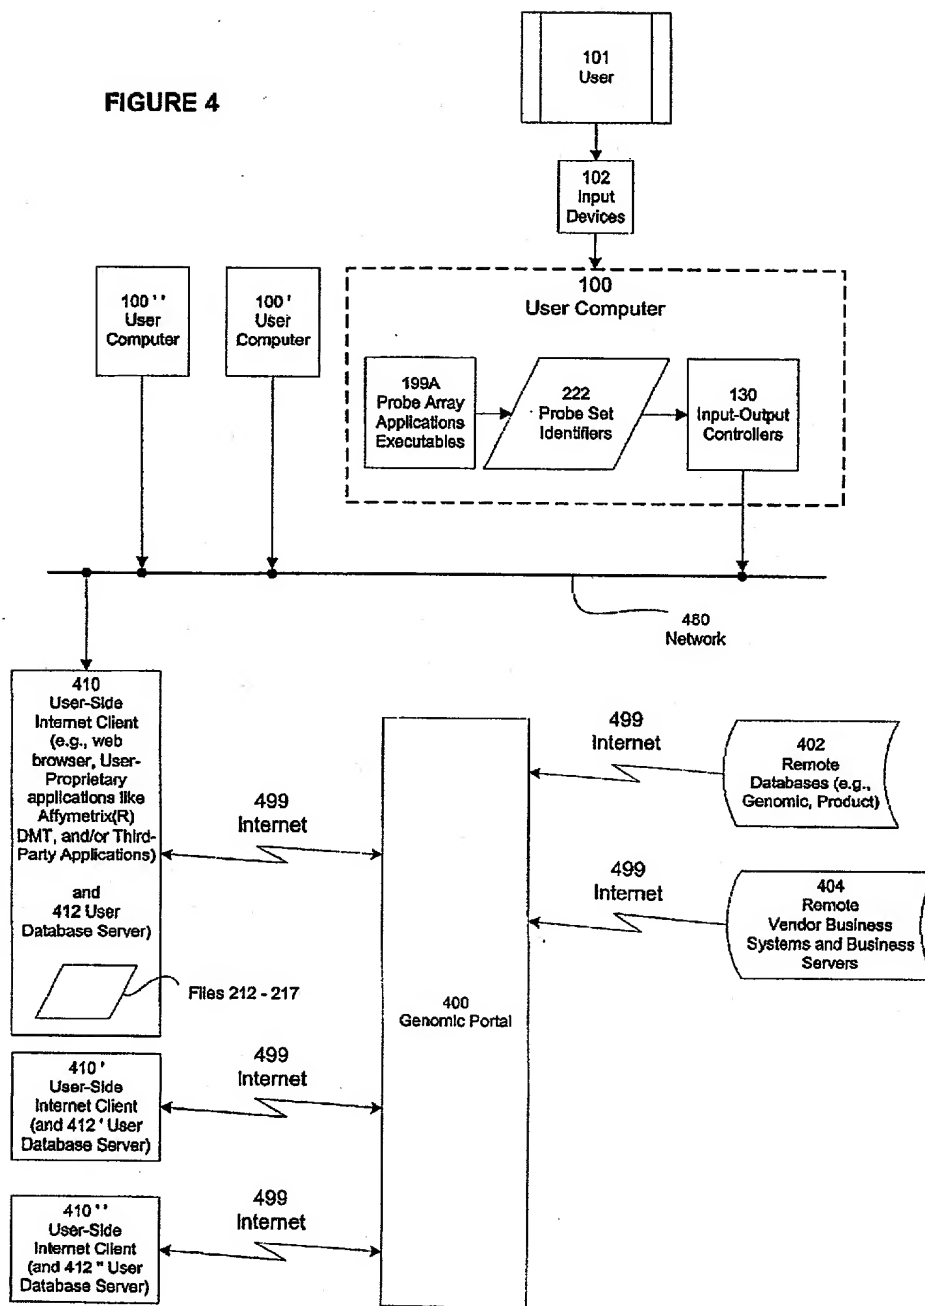 FIGURE 4
101
User
102
Input
Devices
100
User Computer
100''
User
Computer
100'
User
Computer
199A
Probe Array
Applications
Executables
222
Probe Set
Identifiers
130
Input-Output
Controllers
480
Network
410
User-Side
Internet Client
(e.g., web
browser, User-
Proprietary
applications like
Affymetrix(R)
DMT, and/or Third-
Party Applications)
and
412 User
Database Server)
Files 212 - 217
499
Internet
400
Genomic Portal
499
Internet
402
Remote
Databases (e.g.,
Genomic, Product)
499
Internet
404
Remote
Vendor Business
Systems and Business
Servers
410'
User-Side
Internet Client
(and 412' User
Database Server)
499
Internet
410''
User-Side
Internet Client
(and 412" User
Database Server)
499
Internet